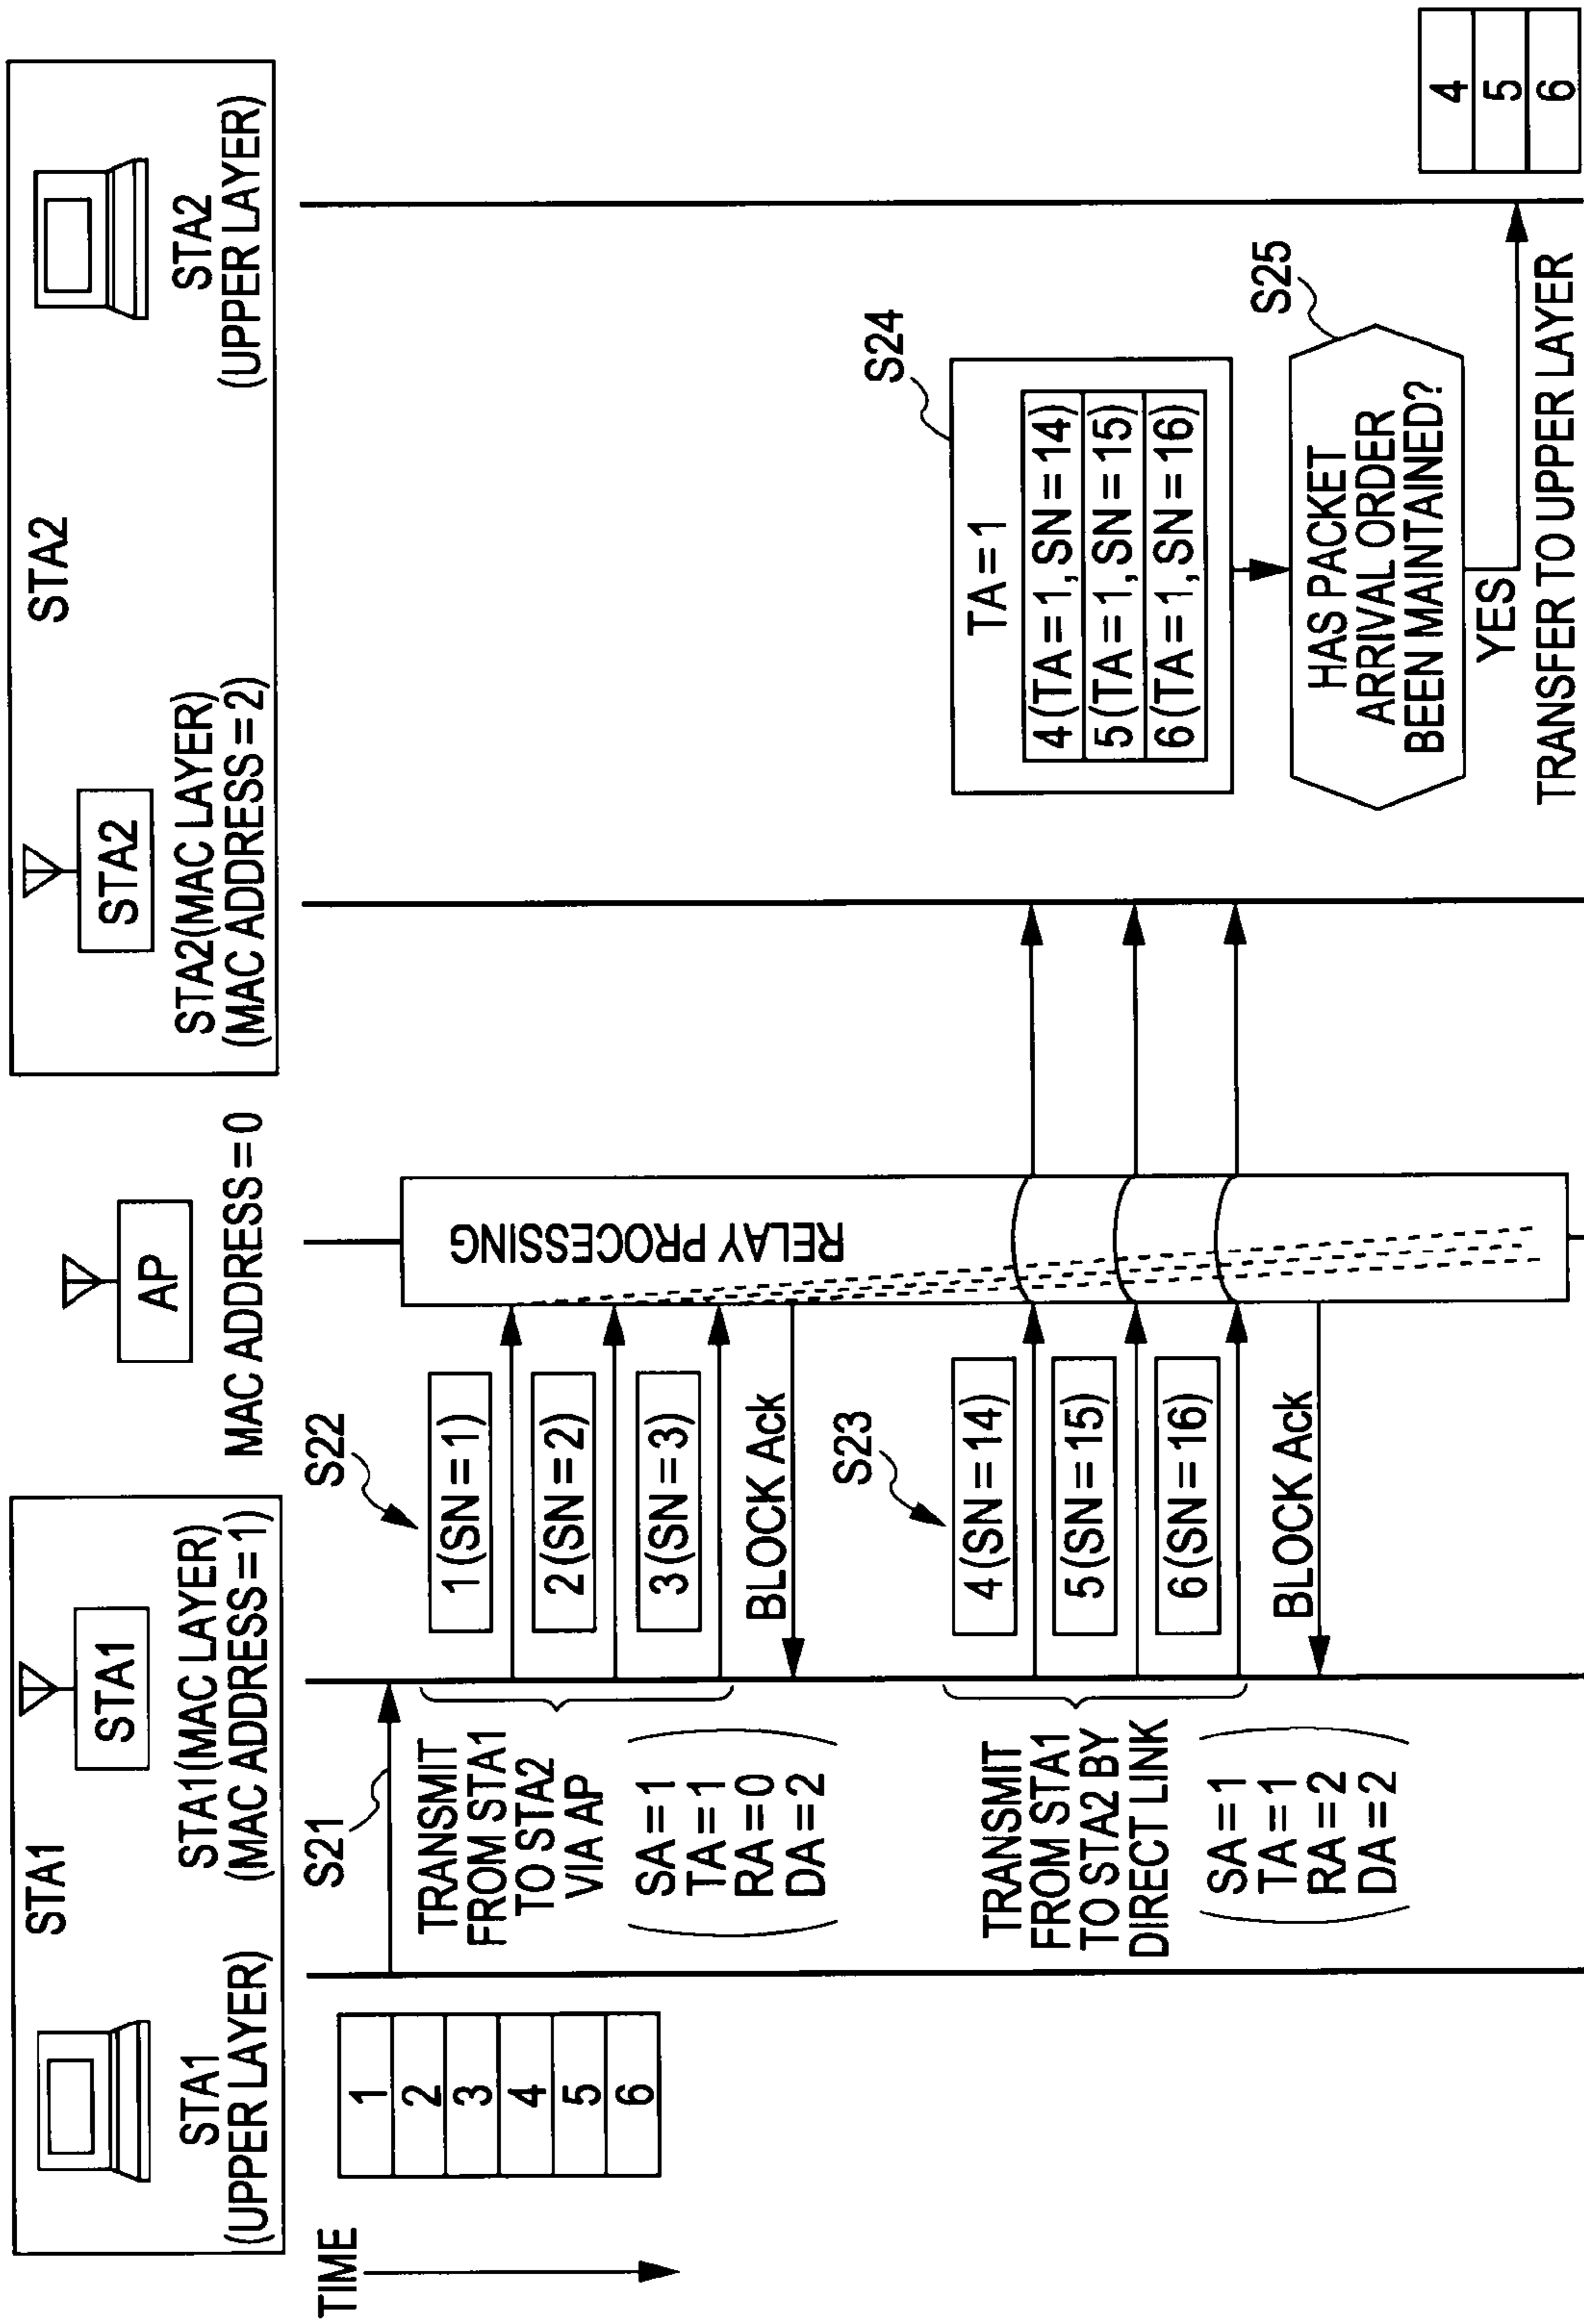 STA1
STA1
(UPPER LAYER)
STA1
STA1(MAC LAYER)
(MAC ADDRESS=1)
AP
MAC ADDRESS=0
STA2
STA2
STA2(MAC LAYER)
(MAC ADDRESS=2)
STA2
(UPPER LAYER)
TIME
1
2
3
4
5
6
S21
TRANSMIT
FROM STA1
TO STA2
VIA AP
SA=1
TA=1
RA=0
DA=2
S22
1(SN=1)
2(SN=2)
3(SN=3)
BLOCK Ack
RELAY PROCESSING
TRANSMIT
FROM STA1
TO STA2 BY
DIRECT LINK
SA=1
TA=1
RA=2
DA=2
S23
4(SN=14)
5(SN=15)
6(SN=16)
BLOCK Ack
S24
TA=1
4(TA=1,SN=14)
5(TA=1,SN=15)
6(TA=1,SN=16)
S25
HAS PACKET
ARRIVAL ORDER
BEEN MAINTAINED?
YES
TRANSFER TO UPPER LAYER
4
5
6